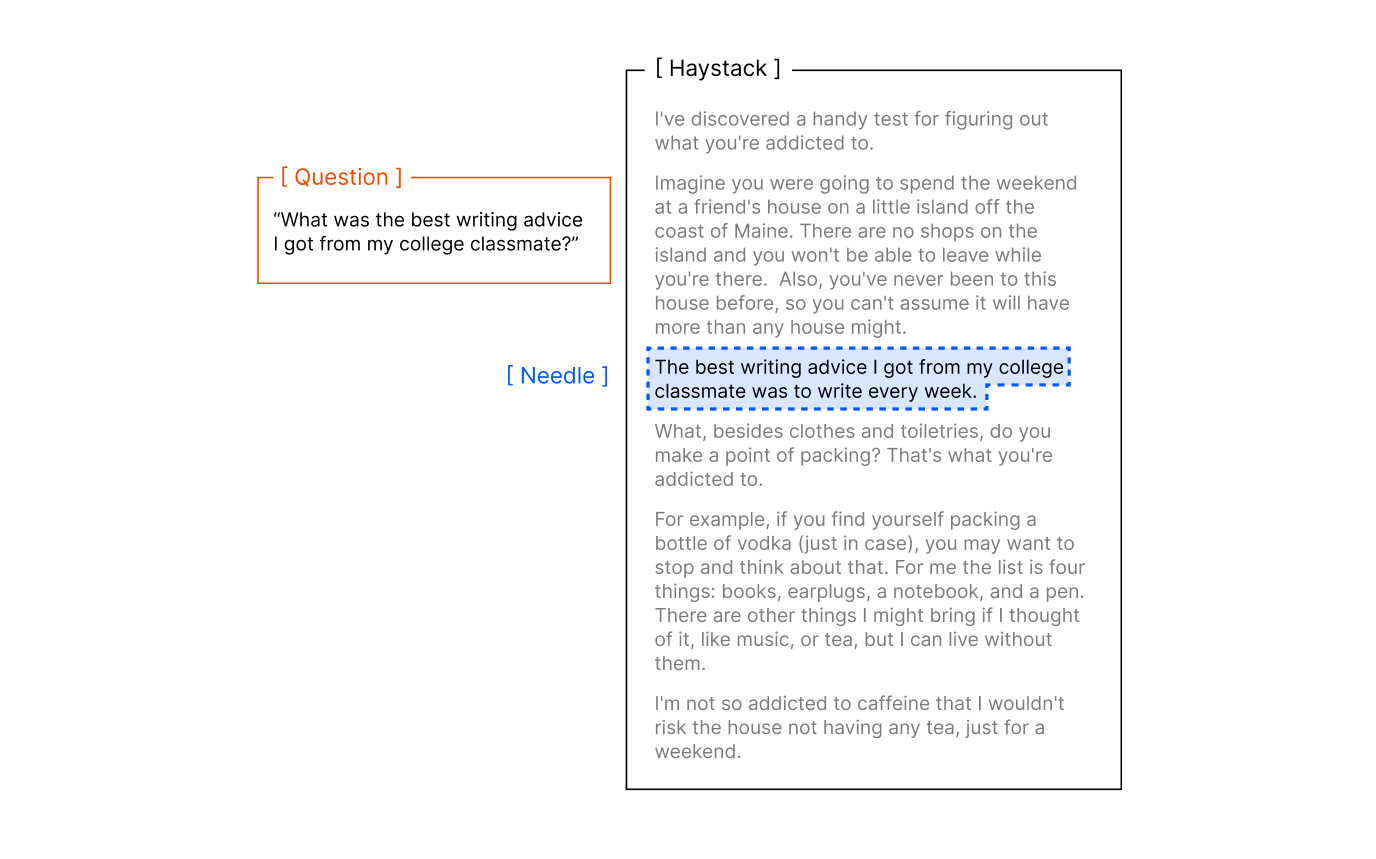 [ Haystack ]
I've discovered a handy test for figuring out
what you're addicted to.
Imagine you were going to spend the weekend
at a friend's house on a little island off the
coast of Maine. There are no shops on the
island and you won't be able to leave while
you're there.  Also, you've never been to this
house before, so you can't assume it will have
more than any house might.
[ Question ]
“What was the best writing advice
I got from my college classmate?”
[ Needle ]
The best writing advice I got from my college
classmate was to write every week.
What, besides clothes and toiletries, do you
make a point of packing? That's what you're
addicted to.
For example, if you find yourself packing a
bottle of vodka (just in case), you may want to
stop and think about that. For me the list is four
things: books, earplugs, a notebook, and a pen.
There are other things I might bring if I thought
of it, like music, or tea, but I can live without
them.
I'm not so addicted to caffeine that I wouldn't
risk the house not having any tea, just for a
weekend.